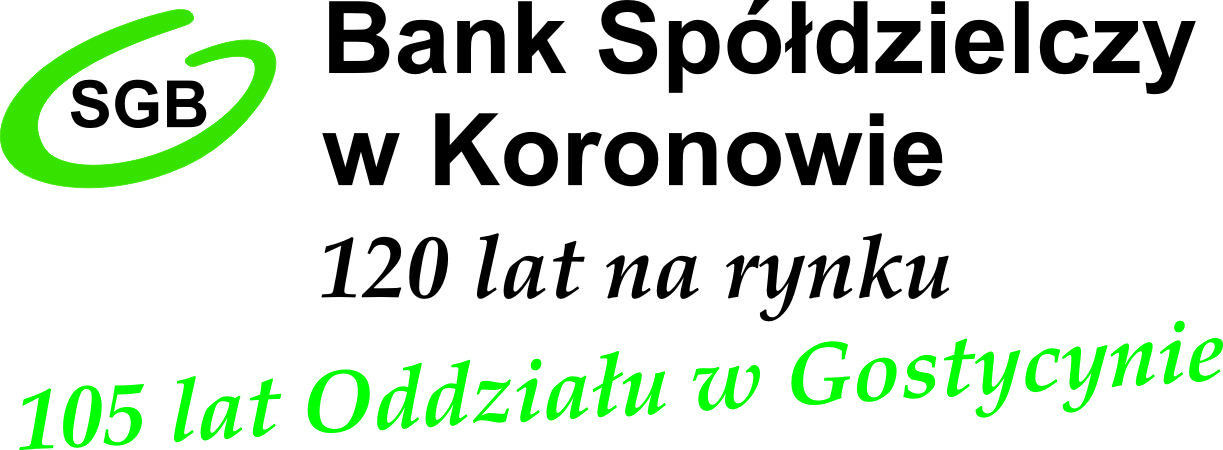 SGB
Bank Spółdzielczy
w Koronowie
120 lat na rynku
105 lat Oddziału w Gostycynie